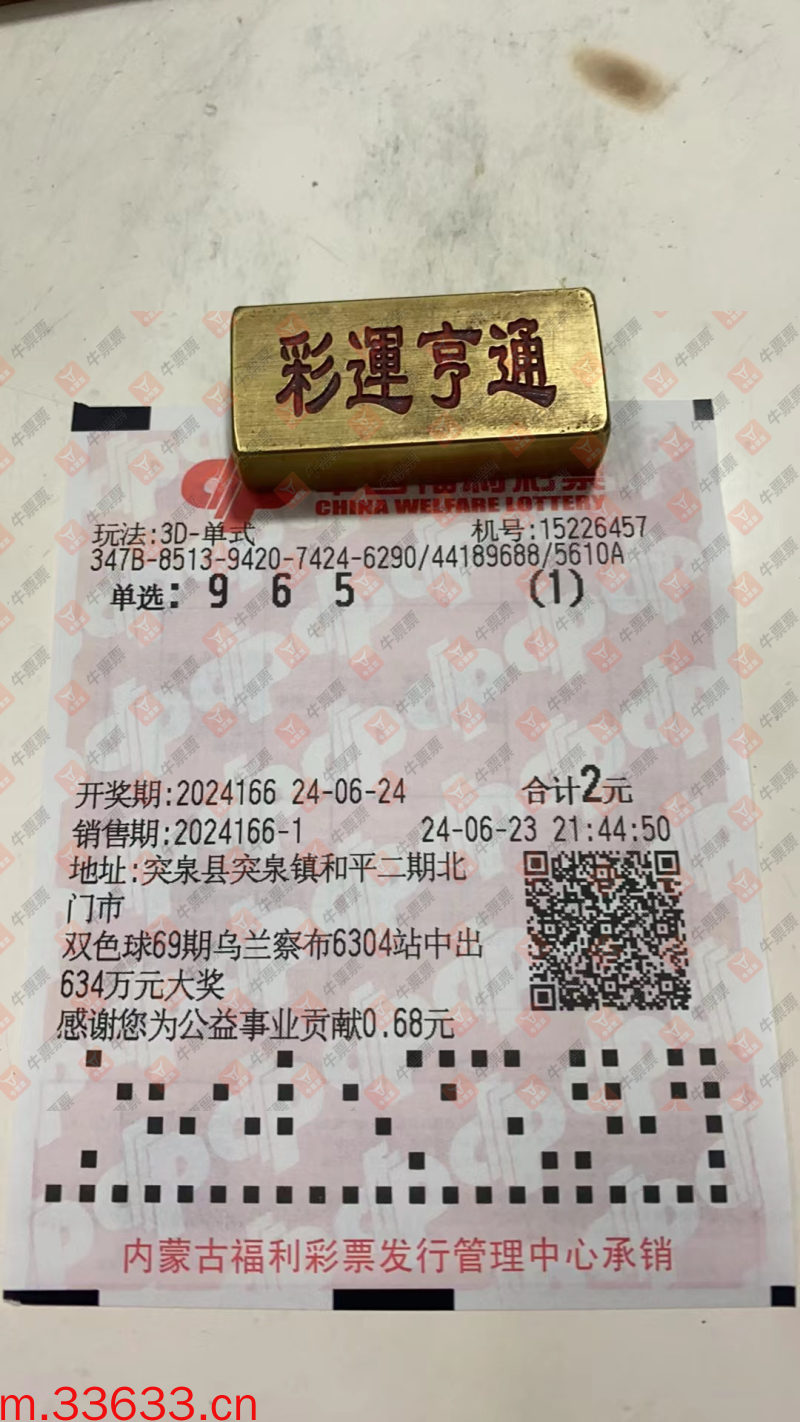 彩運亨通
CHINA WELFARE LOTTERY
玩法:3D-单式 机号:15226457
347B-8513-9420-7424-6290/44189688/5610A
单选: 9 6 5 (1)
开奖期:2024166 24-06-24 合计2元
销售期:2024166-1 24-06-23 21:44:50
地址:突泉县突泉镇和平二期北
门市
双色球69期乌兰察布6304站中出
634万元大奖
感谢您为公益事业贡献0.68元
内蒙古福利彩票发行管理中心承销
m.33633.cn
牛票票